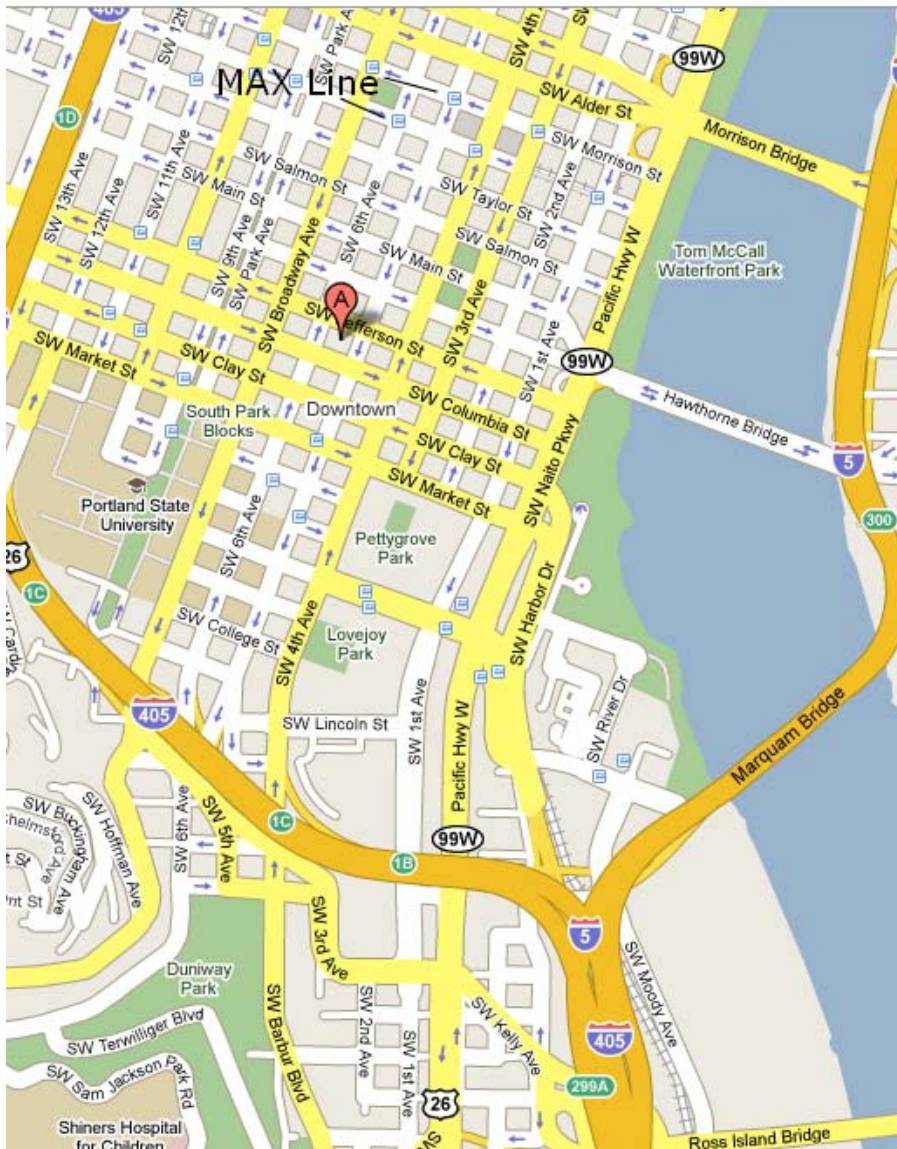 405
SW 12th Ave
SW Park Ave
SW 4th Ave
99W
MAX Line
1D
SW Alder St
Morrison Bridge
SW 13th Ave
SW 12th Ave
SW 11th Ave
SW Main St
SW Salmon St
SW 9th Ave
SW Park Ave
SW Broadway Ave
SW 6th Ave
SW Main St
SW Taylor St
SW Salmon St
SW 2nd Ave
SW Morrison St
Pacific Hwy W
Tom McCall
Waterfront Park
A
SW Jefferson St
SW 3rd Ave
SW 1st Ave
99W
Hawthorne Bridge
5
SW Market St
SW Clay St
South Park
Blocks
Downtown
SW Columbia St
SW Clay St
SW Market St
SW Naito Pkwy
300
Portland State
University
SW 6th Ave
Pettygrove
Park
26
1C
SW College St
SW 4th Ave
Lovejoy
Park
SW Harbor Dr
405
SW Lincoln St
SW 1st Ave
Pacific Hwy W
SW River Dr
Marquam Bridge
SW Buckingham Ave
Chelmsford Ave
SW Hoffman Ave
SW 6th Ave
SW 5th Ave
1C
1B
99W
5
Duniway
Park
SW 3rd Ave
SW Moody Ave
SW Terwilliger Blvd
SW Sam Jackson Park Rd
SW Barbur Blvd
SW 2nd Ave
SW 1st Ave
SW Kelly Ave
405
299A
26
Shiners Hospital
for Children
Ross Island Bridge